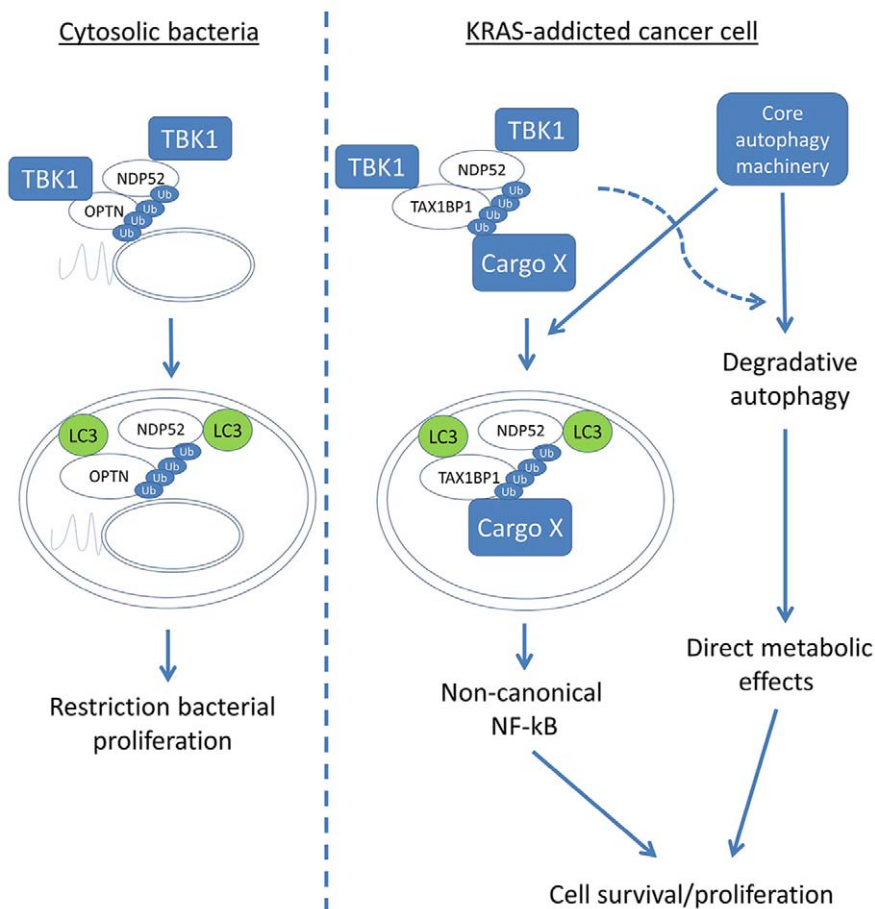 Cytosolic bacteria
TBK1
TBK1
NDP52
OPTN
Ub
Ub
Ub
Ub
LC3
NDP52
LC3
OPTN
Ub
Ub
Ub
Ub
Restriction bacterial
proliferation
KRAS-addicted cancer cell
TBK1
TBK1
NDP52
TAX1BP1
Ub
Ub
Ub
Ub
Cargo X
Core
autophagy
machinery
LC3
NDP52
LC3
TAX1BP1
Ub
Ub
Ub
Ub
Cargo X
Degradative
autophagy
Non-canonical
NF-kB
Direct metabolic
effects
Cell survival/proliferation